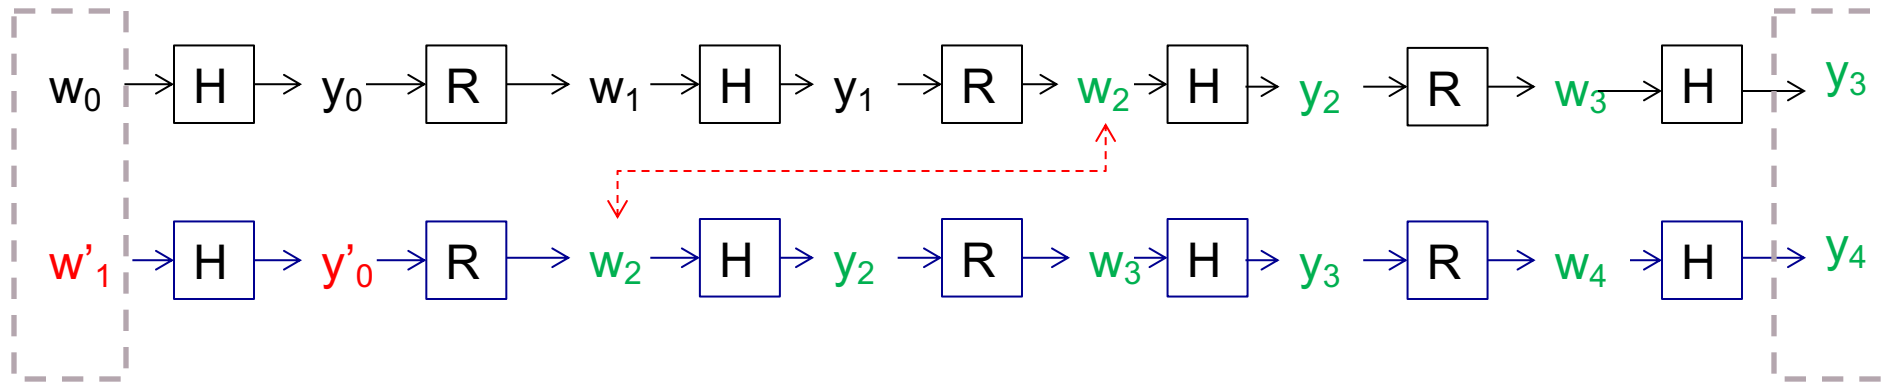 w₀ H y₀ R w₁ H y₁ R w₂ H y₂ R w₃ H y₃
w'₁ H y'₀ R w₂ H y₂ R w₃ H y₃ R w₄ H y₄